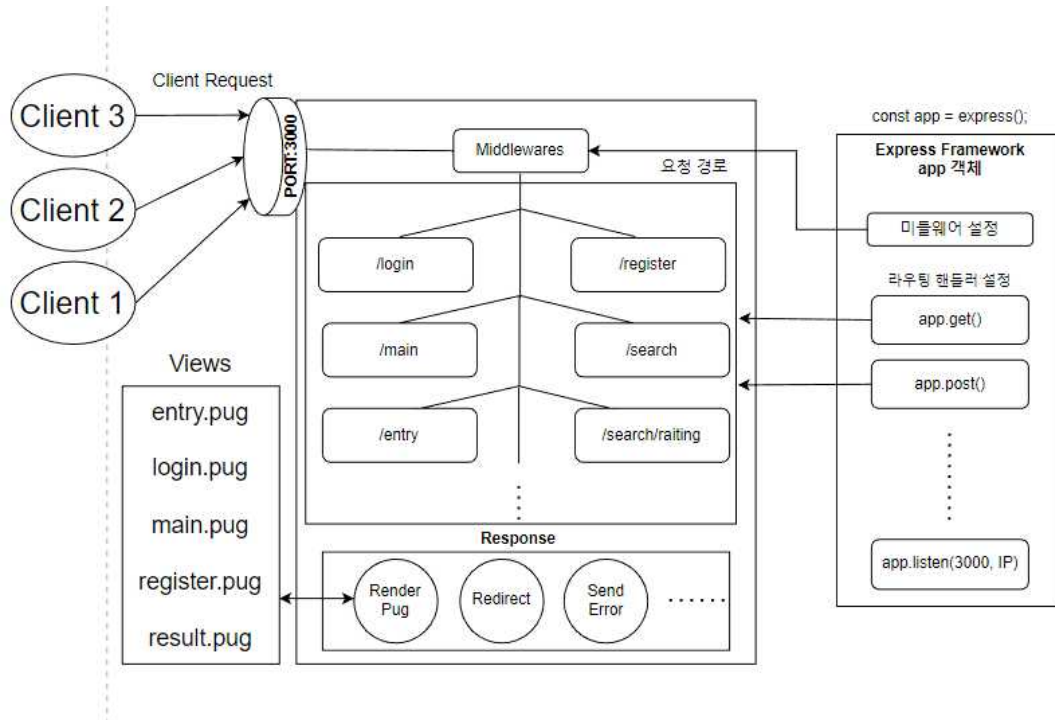 Client Request
Client 3
Client 2
Client 1
PORT:3000
Middlewares
요청 경로
/login
/register
/main
/search
/entry
/search/raiting
Response
Render
Pug
Redirect
Send
Error
Views
entry.pug
login.pug
main.pug
register.pug
result.pug
const app = express();
Express Framework
app 객체
미들웨어 설정
라우팅 핸들러 설정
app.get()
app.post()
app.listen(3000, IP)